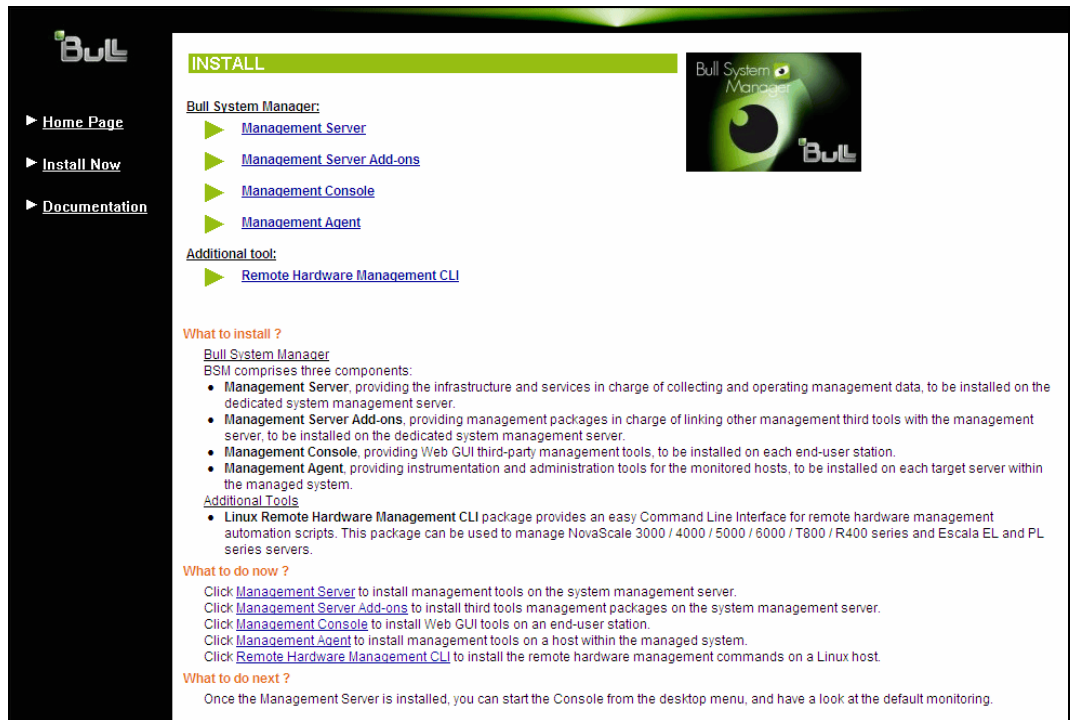 Bull
Home Page
Install Now
Documentation
INSTALL
Bull System Manager
Bull
Bull System Manager:
Management Server
Management Server Add-ons
Management Console
Management Agent
Additional tool:
Remote Hardware Management CLI
What to install ?
Bull System Manager
BSM comprises three components:
• Management Server, providing the infrastructure and services in charge of collecting and operating management data, to be installed on the
dedicated system management server.
• Management Server Add-ons, providing management packages in charge of linking other management third tools with the management
server, to be installed on the dedicated system management server.
• Management Console, providing Web GUI third-party management tools, to be installed on each end-user station.
• Management Agent, providing instrumentation and administration tools for the monitored hosts, to be installed on each target server within
the managed system.
Additional Tools
• Linux Remote Hardware Management CLI package provides an easy Command Line Interface for remote hardware management
automation scripts. This package can be used to manage NovaScale 3000 / 4000 / 5000 / 6000 / T800 / R400 series and Escala EL and PL
series servers.
What to do now ?
Click Management Server to install management tools on the system management server.
Click Management Server Add-ons to install third tools management packages on the system management server.
Click Management Console to install Web GUI tools on an end-user station.
Click Management Agent to install management tools on a host within the managed system.
Click Remote Hardware Management CLI to install the remote hardware management commands on a Linux host.
What to do next ?
Once the Management Server is installed, you can start the Console from the desktop menu, and have a look at the default monitoring.